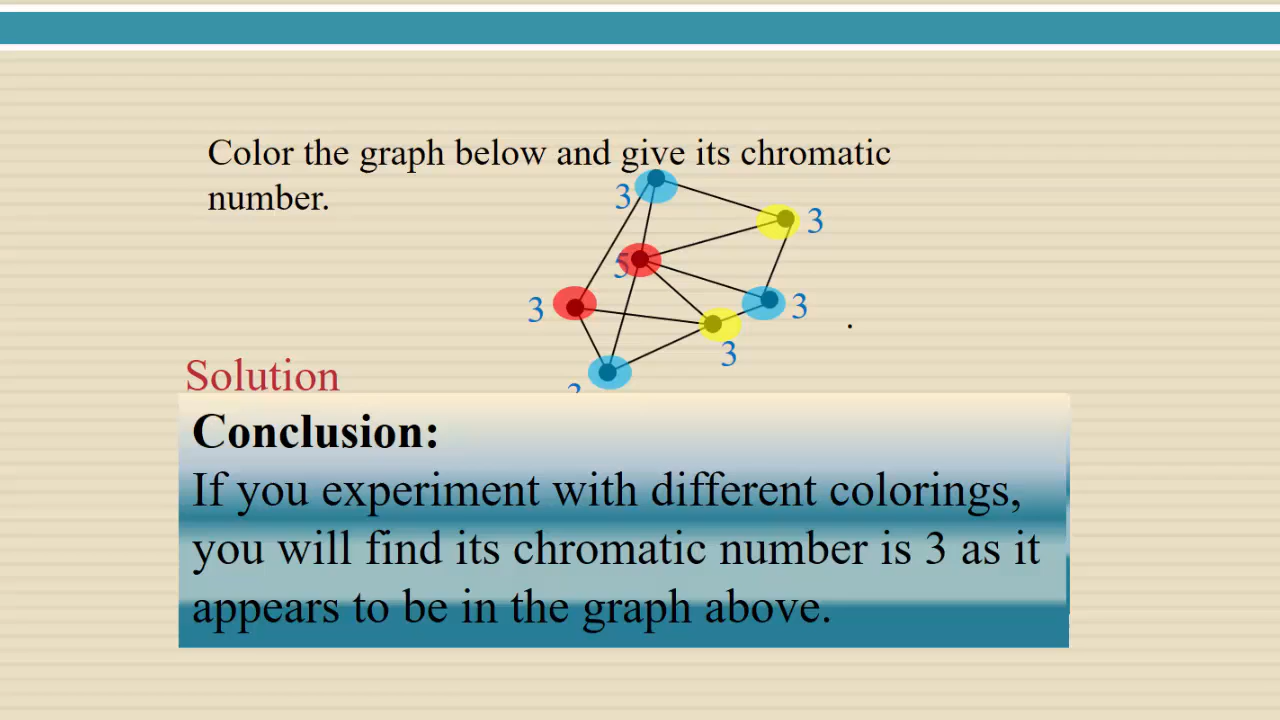 Color the graph below and give its chromatic
number.
3
3
5
3
3
3
Solution
Conclusion:
If you experiment with different colorings,
you will find its chromatic number is 3 as it
appears to be in the graph above.